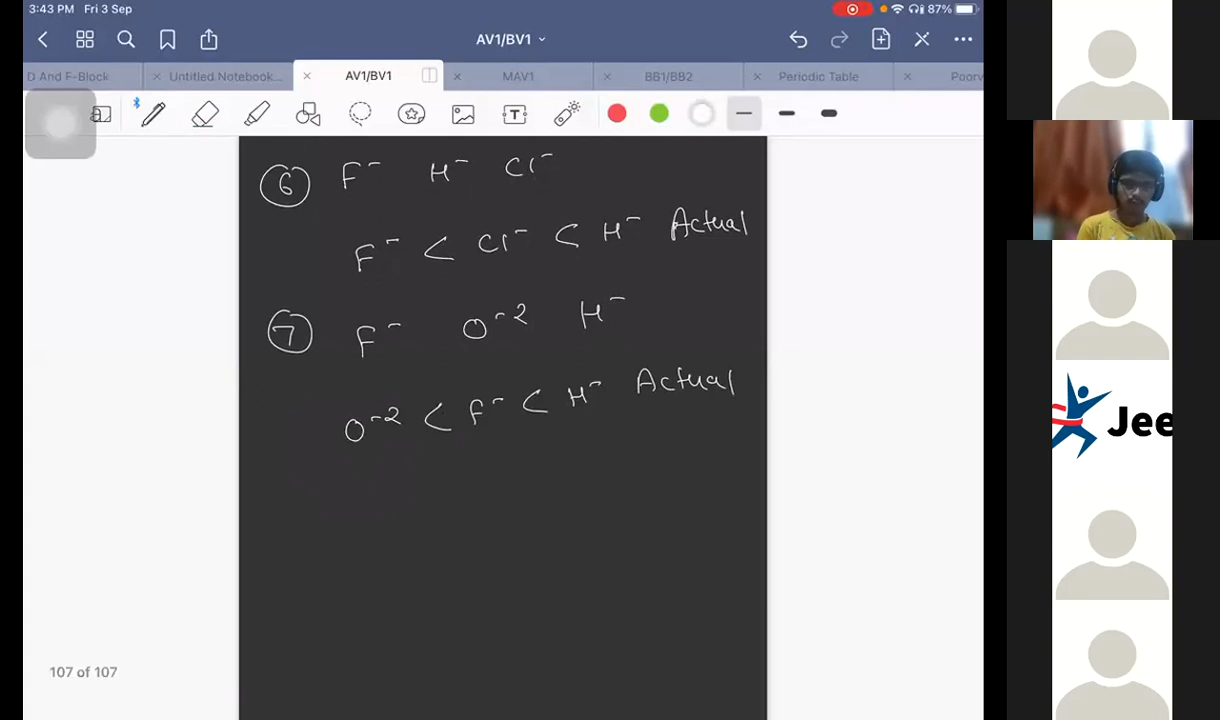 3:43 PM Fri 3 Sep
87%
AV1/BV1
D And F-Block
Untitled Notebook...
AV1/BV1
MAV1
BB1/BB2
Periodic Table
Poorv
T
6 F⁻ H⁻ Cl⁻
F⁻ < Cl⁻ < H⁻ Actual
7 F⁻ O⁻² H⁻
O⁻² < F⁻ < H⁻ Actual
107 of 107
Jee